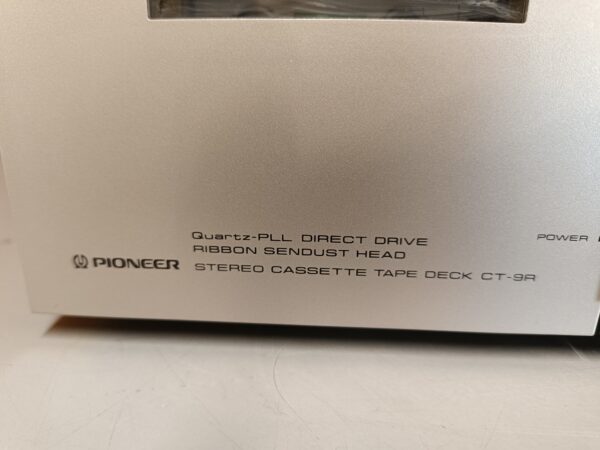 Quartz-PLL DIRECT DRIVE
RIBBON SENDUST HEAD
PIONEER STEREO CASSETTE TAPE DECK CT-9R
POWER